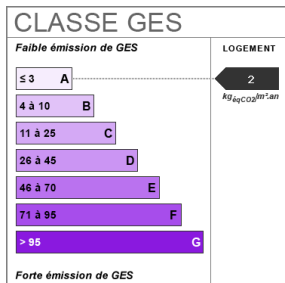 CLASSE GES
Faible émission de GES
LOGEMENT
≤ 3 A
2
kgéqCO2/m².an
4 à 10 B
11 à 25 C
26 à 45 D
46 à 70 E
71 à 95 F
> 95 G
Forte émission de GES